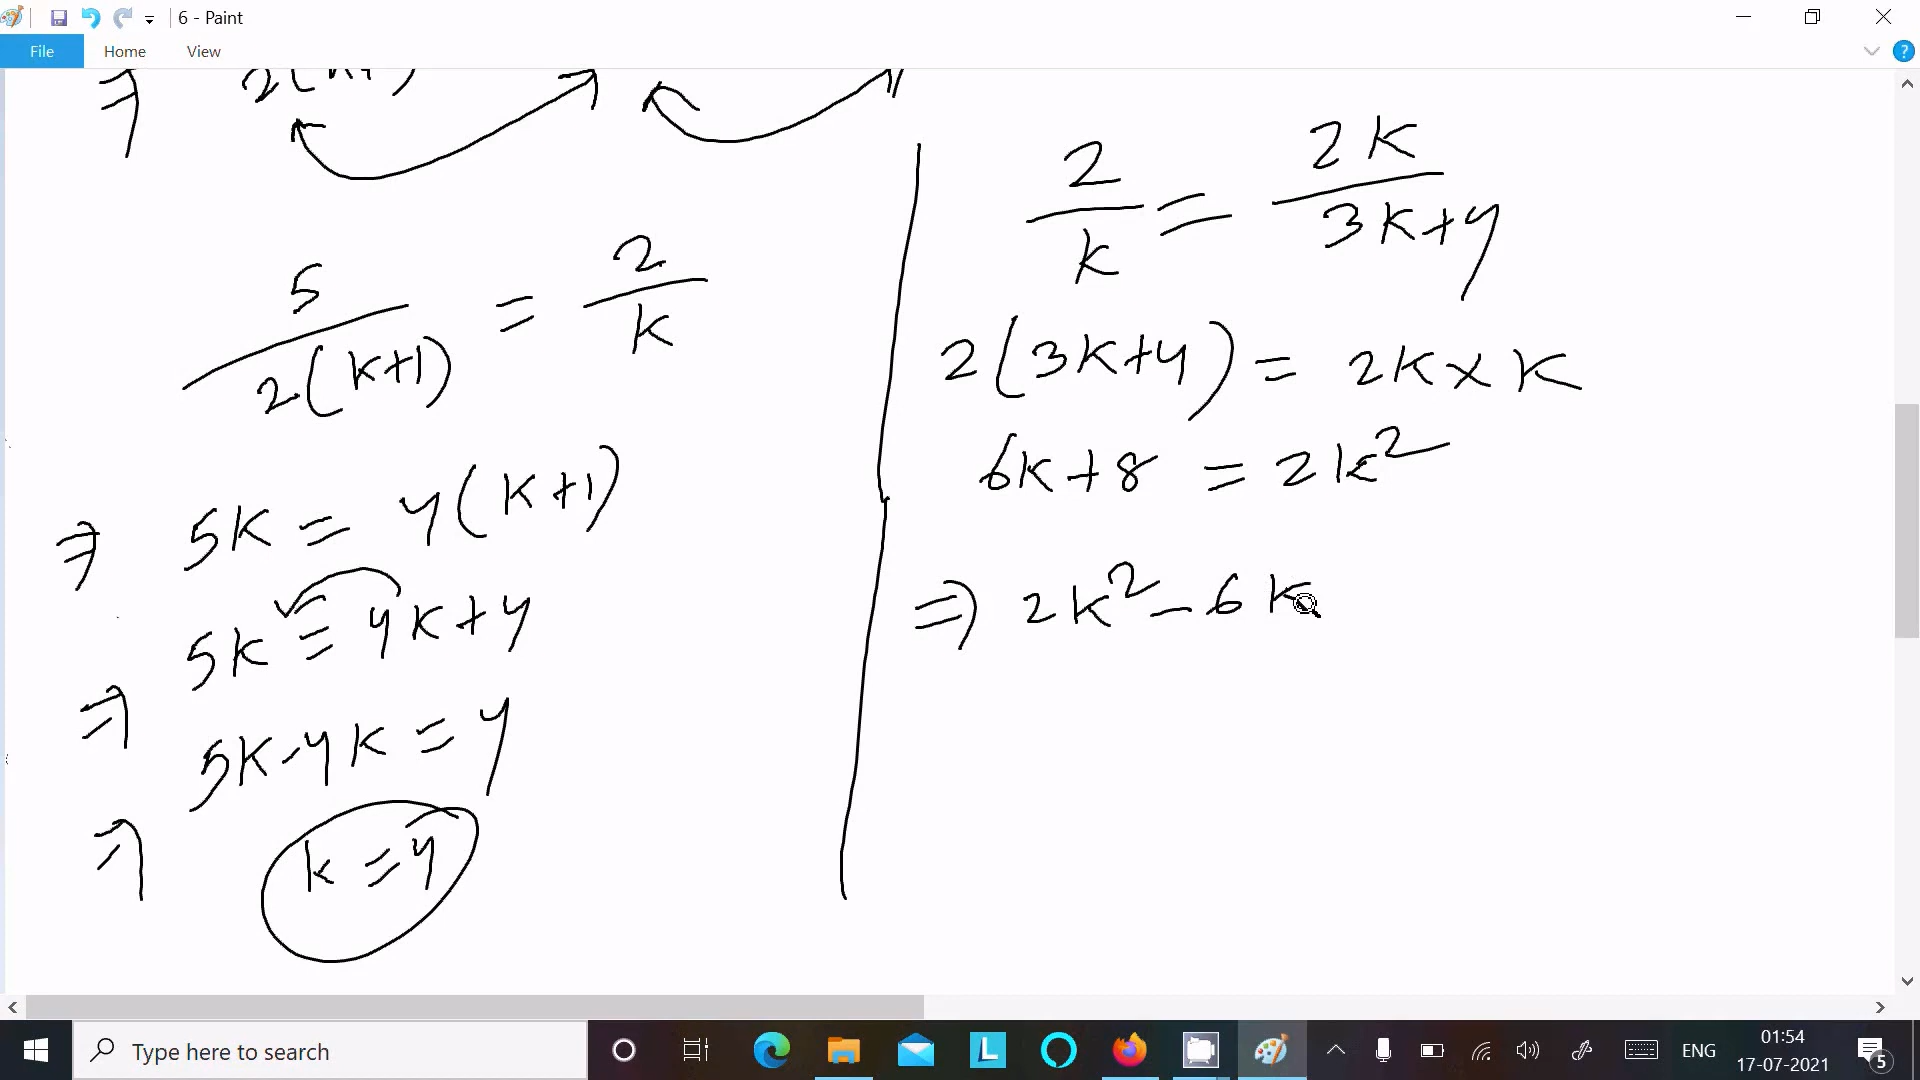 6 - Paint
File Home View
⇒ 2(k+
5/2(k+1) = 2/k
⇒ 5k = 4(k+1)
5k = 4k+4
⇒ 5k-4k = 4
⇒ k = 4
2/k = 2k/3k+4
2(3k+4) = 2k×k
6k+8 = 2k²
⇒ 2k²-6k
Type here to search
ENG
01:54
17-07-2021
5